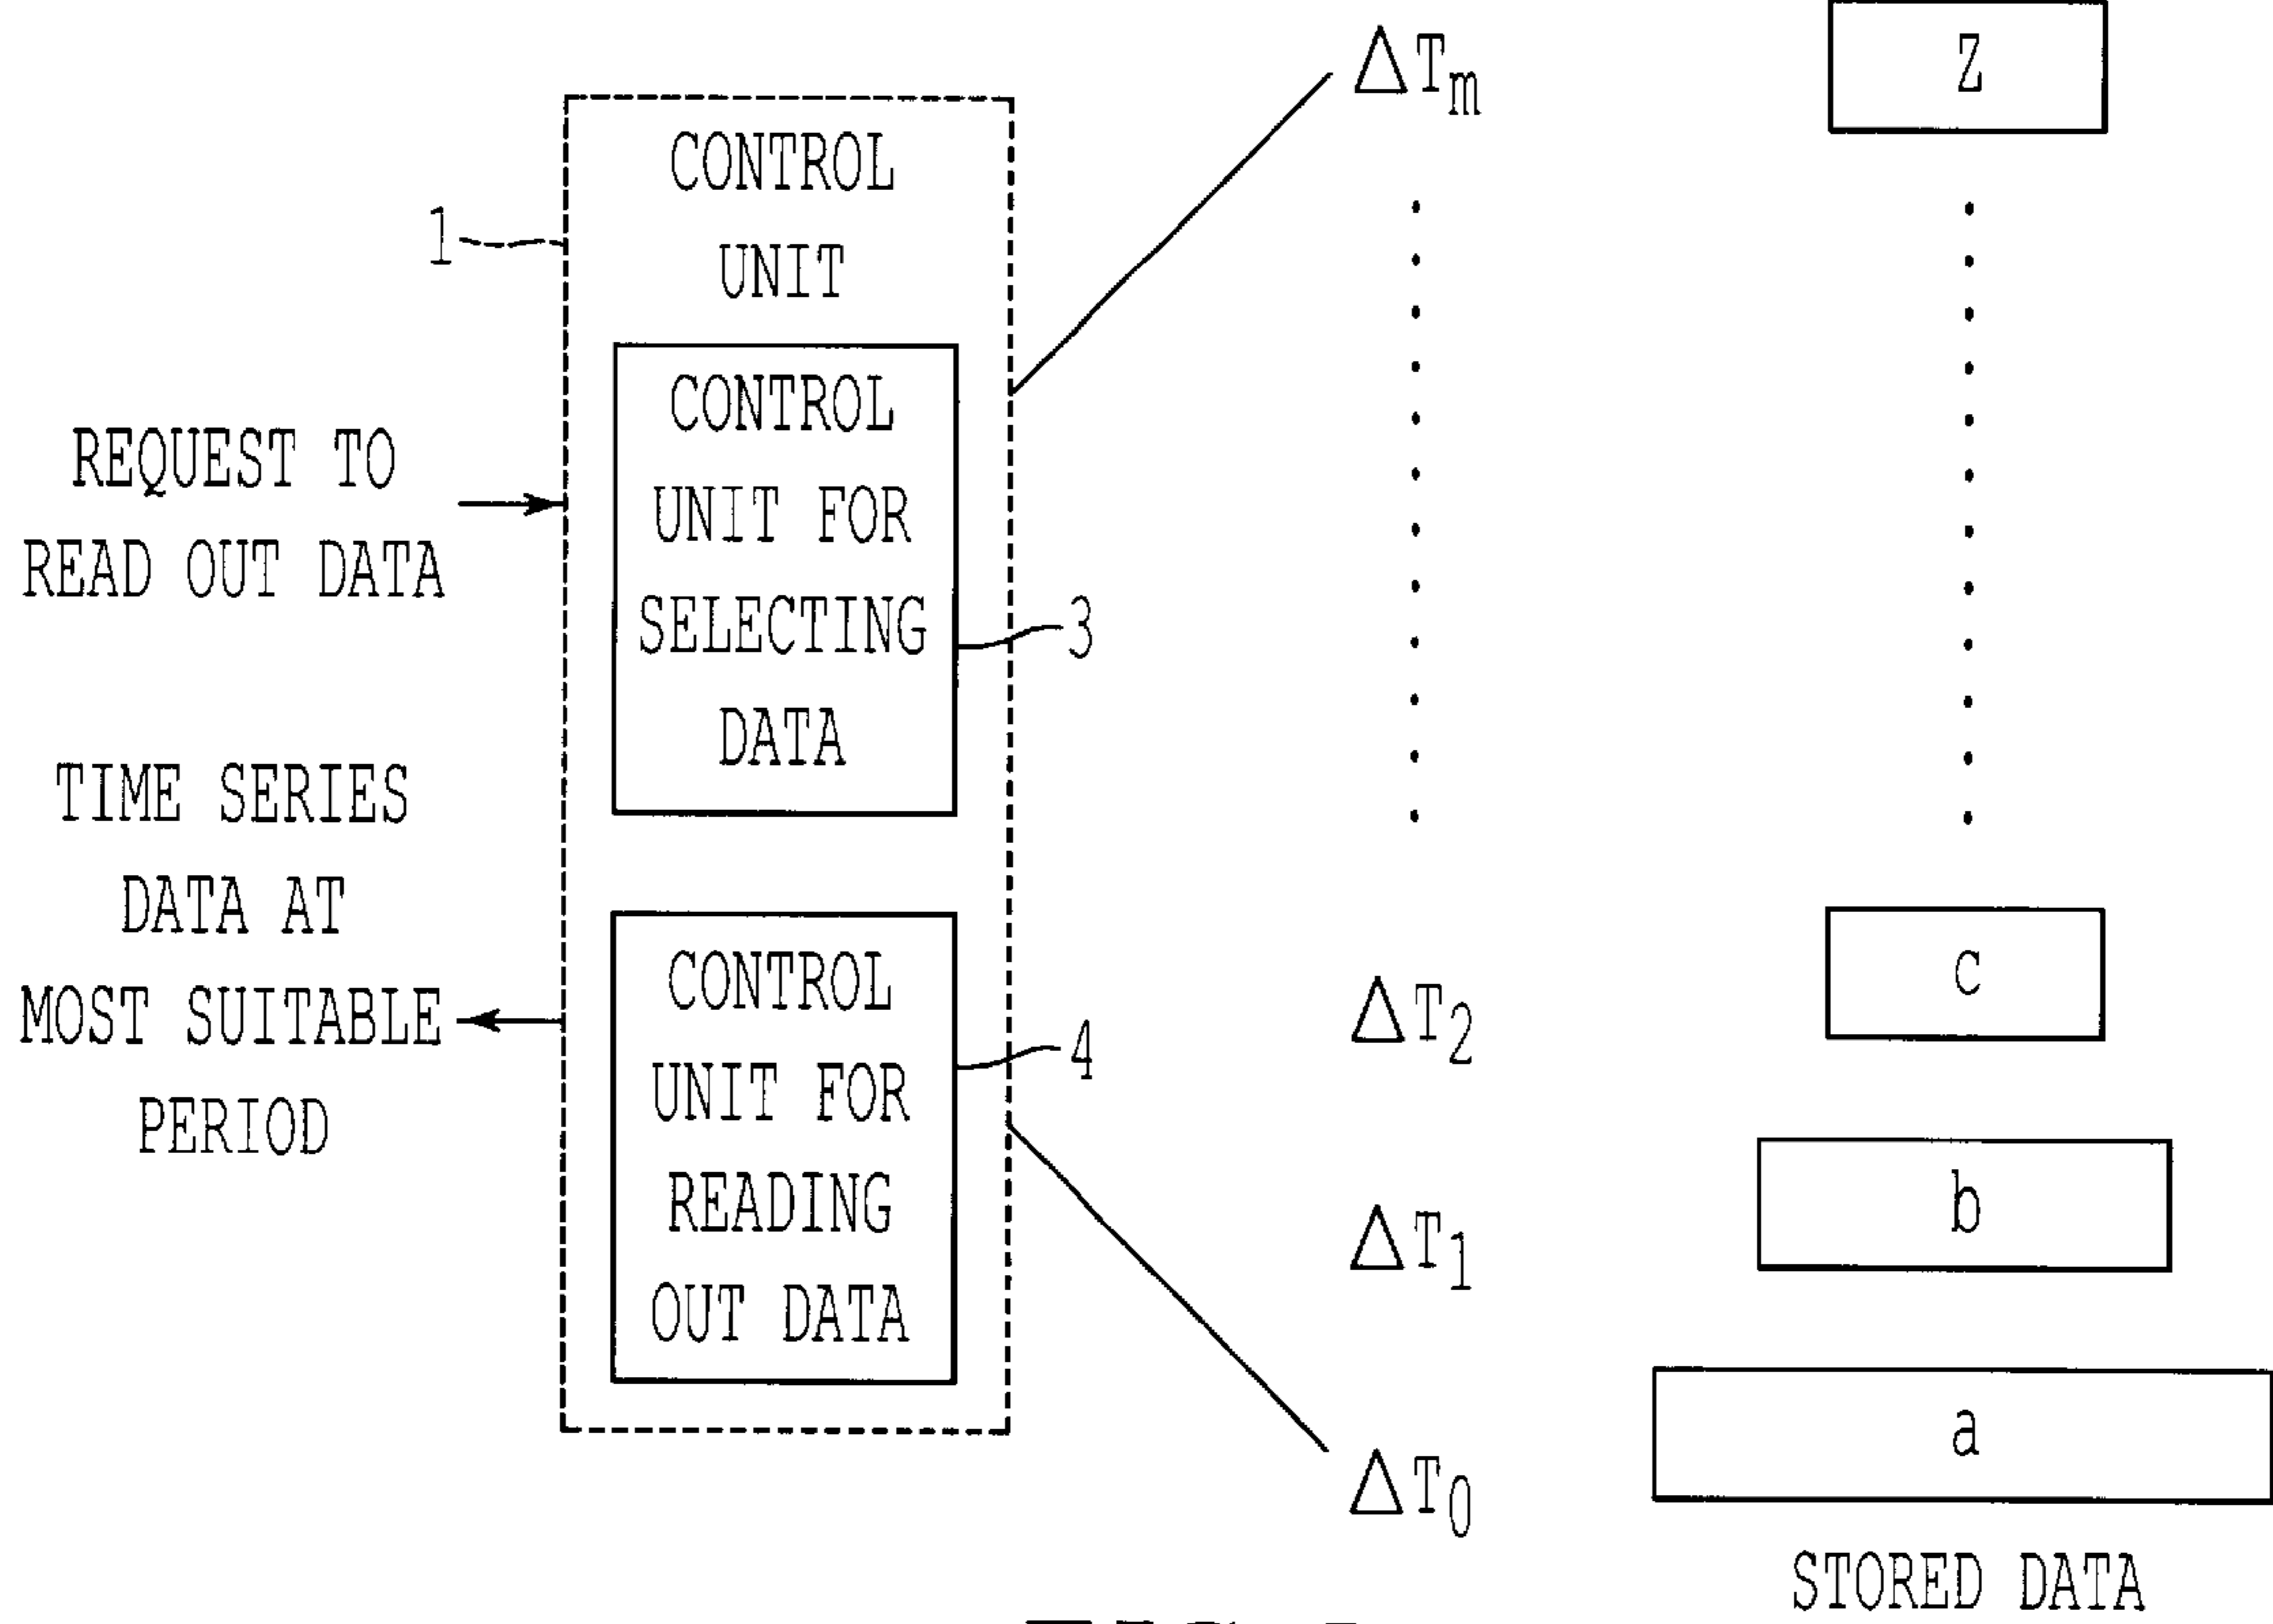 CONTROL
UNIT
1
CONTROL
UNIT FOR
SELECTING
DATA
3
REQUEST TO
READ OUT DATA
TIME SERIES
DATA AT
MOST SUITABLE
PERIOD
CONTROL
UNIT FOR
READING
OUT DATA
4
ΔTm
ΔT2
ΔT1
ΔT0
Z
c
b
a
STORED DATA